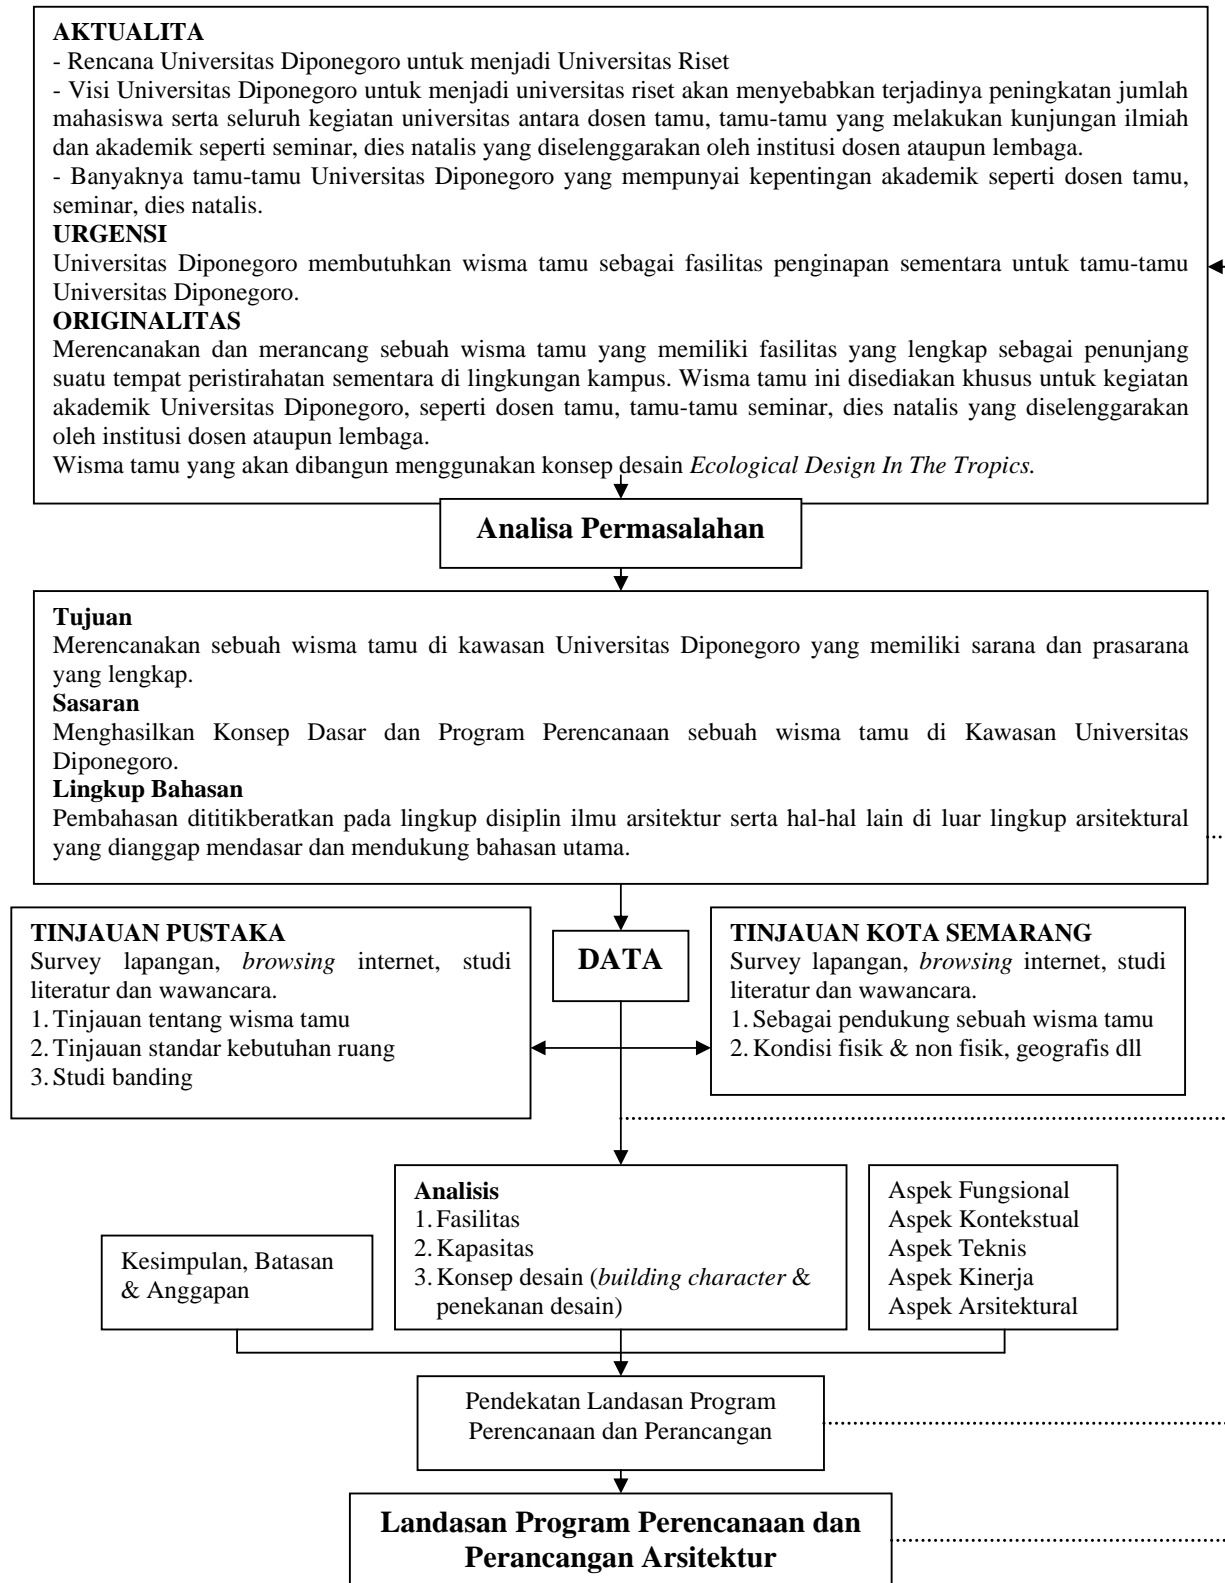 AKTUALITA
- Rencana Universitas Diponegoro untuk menjadi Universitas Riset
- Visi Universitas Diponegoro untuk menjadi universitas riset akan menyebabkan terjadinya peningkatan jumlah
mahasiswa serta seluruh kegiatan universitas antara dosen tamu, tamu-tamu yang melakukan kunjungan ilmiah
dan akademik seperti seminar, dies natalis yang diselenggarakan oleh institusi dosen ataupun lembaga.
- Banyaknya tamu-tamu Universitas Diponegoro yang mempunyai kepentingan akademik seperti dosen tamu,
seminar, dies natalis.
URGENSI
Universitas Diponegoro membutuhkan wisma tamu sebagai fasilitas penginapan sementara untuk tamu-tamu
Universitas Diponegoro.
ORIGINALITAS
Merencanakan dan merancang sebuah wisma tamu yang memiliki fasilitas yang lengkap sebagai penunjang
suatu tempat peristirahatan sementara di lingkungan kampus. Wisma tamu ini disediakan khusus untuk kegiatan
akademik Universitas Diponegoro, seperti dosen tamu, tamu-tamu seminar, dies natalis yang diselenggarakan
oleh institusi dosen ataupun lembaga.
Wisma tamu yang akan dibangun menggunakan konsep desain Ecological Design In The Tropics.
Analisa Permasalahan
Tujuan
Merencanakan sebuah wisma tamu di kawasan Universitas Diponegoro yang memiliki sarana dan prasarana
yang lengkap.
Sasaran
Menghasilkan Konsep Dasar dan Program Perencanaan sebuah wisma tamu di Kawasan Universitas
Diponegoro.
Lingkup Bahasan
Pembahasan dititikberatkan pada lingkup disiplin ilmu arsitektur serta hal-hal lain di luar lingkup arsitektural
yang dianggap mendasar dan mendukung bahasan utama.
TINJAUAN PUSTAKA
Survey lapangan, browsing internet, studi
literatur dan wawancara.
1. Tinjauan tentang wisma tamu
2. Tinjauan standar kebutuhan ruang
3. Studi banding
DATA
TINJAUAN KOTA SEMARANG
Survey lapangan, browsing internet, studi
literatur dan wawancara.
1. Sebagai pendukung sebuah wisma tamu
2. Kondisi fisik & non fisik, geografis dll
Kesimpulan, Batasan
& Anggapan
Analisis
1. Fasilitas
2. Kapasitas
3. Konsep desain (building character &
penekanan desain)
Aspek Fungsional
Aspek Kontekstual
Aspek Teknis
Aspek Kinerja
Aspek Arsitektural
Pendekatan Landasan Program
Perencanaan dan Perancangan
Landasan Program Perencanaan dan
Perancangan Arsitektur